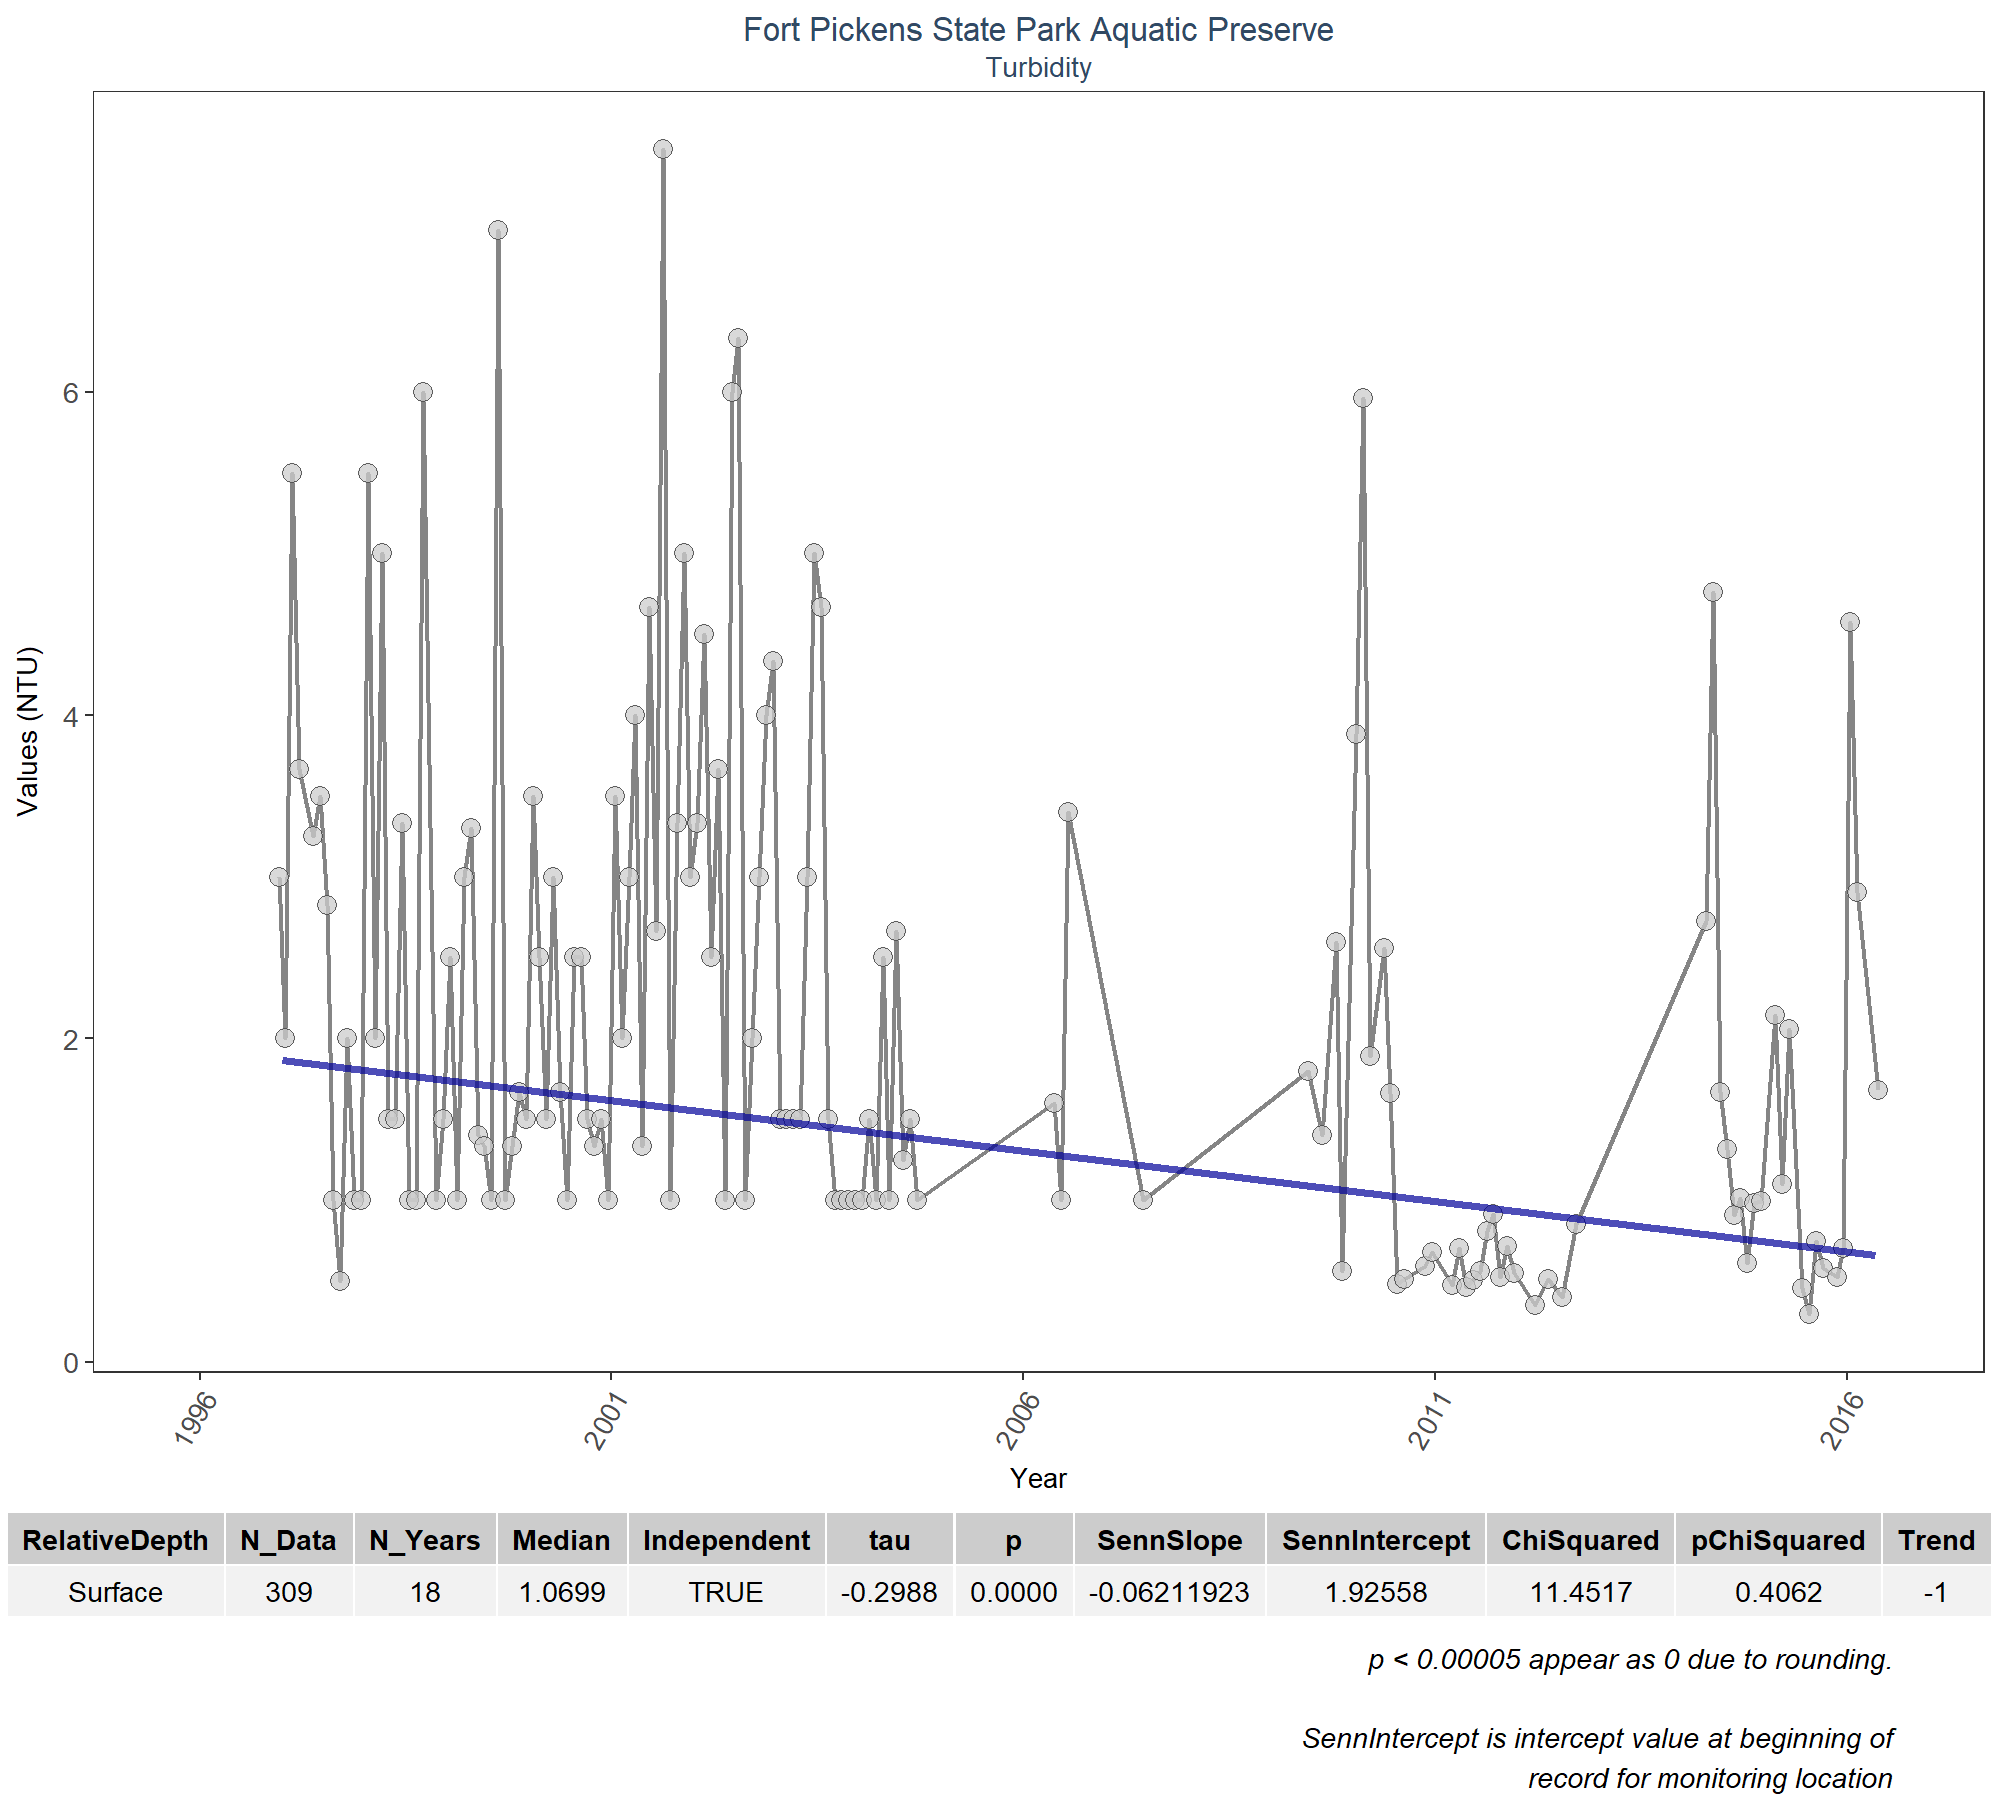 Fort Pickens State Park Aquatic Preserve
Turbidity
Values (NTU)
6
4
2
0
1996
2001
2006
2011
2016
Year
RelativeDepth N_Data N_Years Median Independent tau p SennSlope SennIntercept ChiSquared pChiSquared Trend
Surface 309 18 1.0699 TRUE -0.2988 0.0000 -0.06211923 1.92558 11.4517 0.4062 -1
p < 0.00005 appear as 0 due to rounding.
SennIntercept is intercept value at beginning of
record for monitoring location